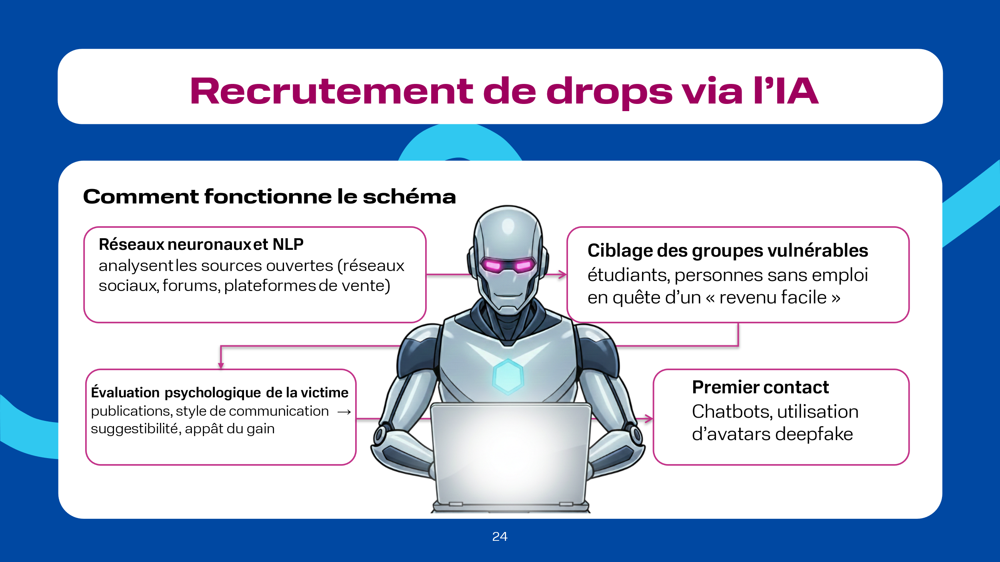 Recrutement de drops via l’IA
Comment fonctionne le schéma
Réseaux neuronaux et NLP
analysent les sources ouvertes (réseaux
sociaux, forums, plateformes de vente)
Ciblage des groupes vulnérables
étudiants, personnes sans emploi
en quête d’un « revenu facile »
Évaluation psychologique de la victime
publications, style de communication →
suggestibilité, appât du gain
Premier contact
Chatbots, utilisation
d’avatars deepfake
24